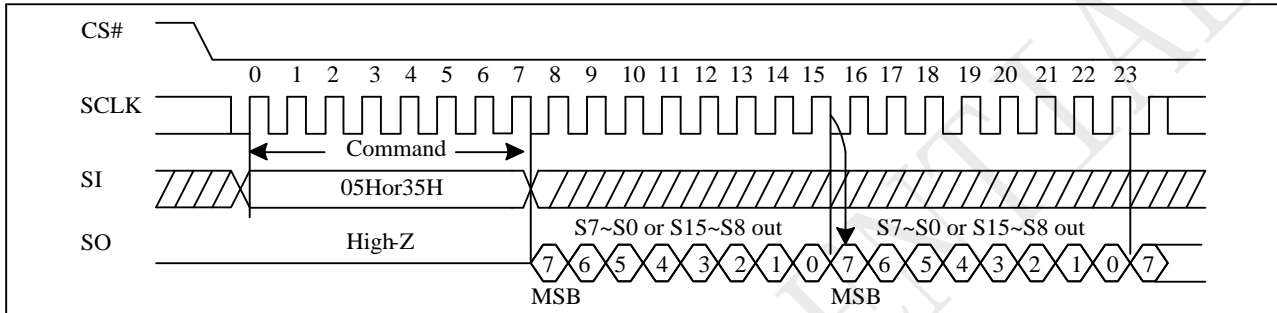 CS#
0 1 2 3 4 5 6 7 8 9 10 11 12 13 14 15 16 17 18 19 20 21 22 23
SCLK
Command
SI
05Hor35H
S7~S0 or S15~S8 out S7~S0 or S15~S8 out
SO
High-Z
7 6 5 4 3 2 1 0 7 6 5 4 3 2 1 0 7
MSB MSB